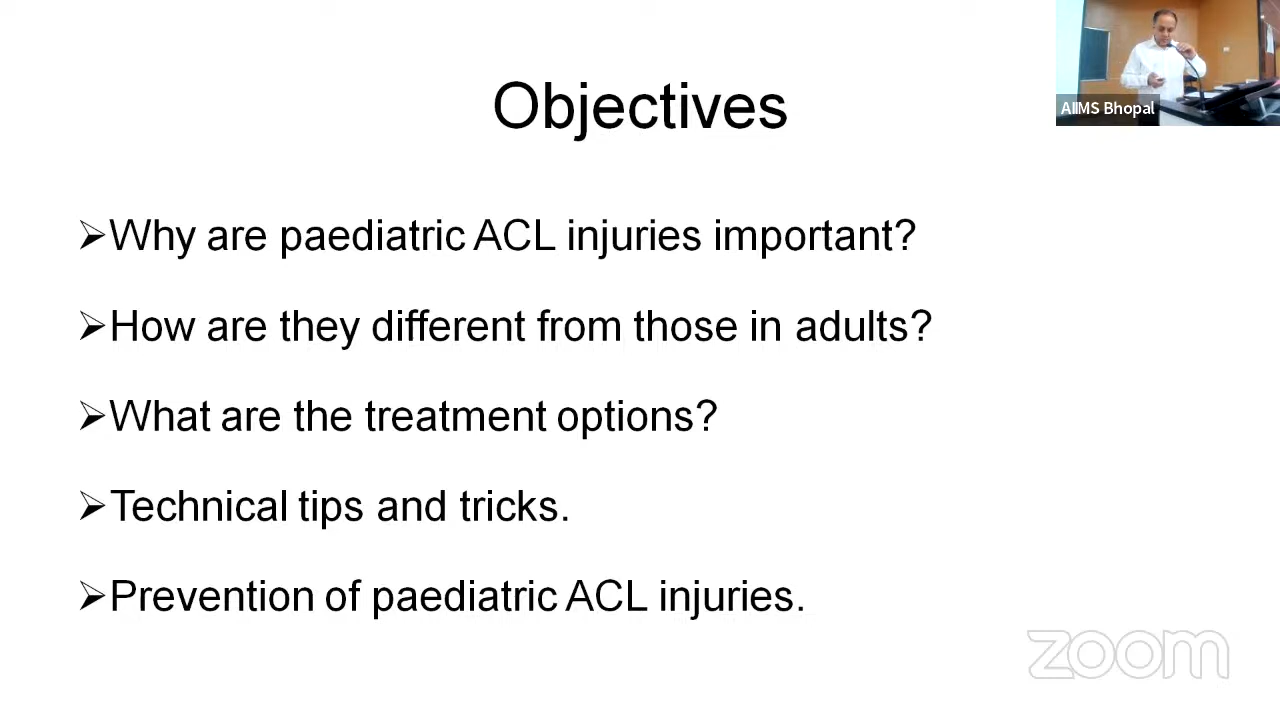 Objectives
AIIMS Bhopal
➢Why are paediatric ACL injuries important?
➢How are they different from those in adults?
➢What are the treatment options?
➢Technical tips and tricks.
➢Prevention of paediatric ACL injuries.
zoom